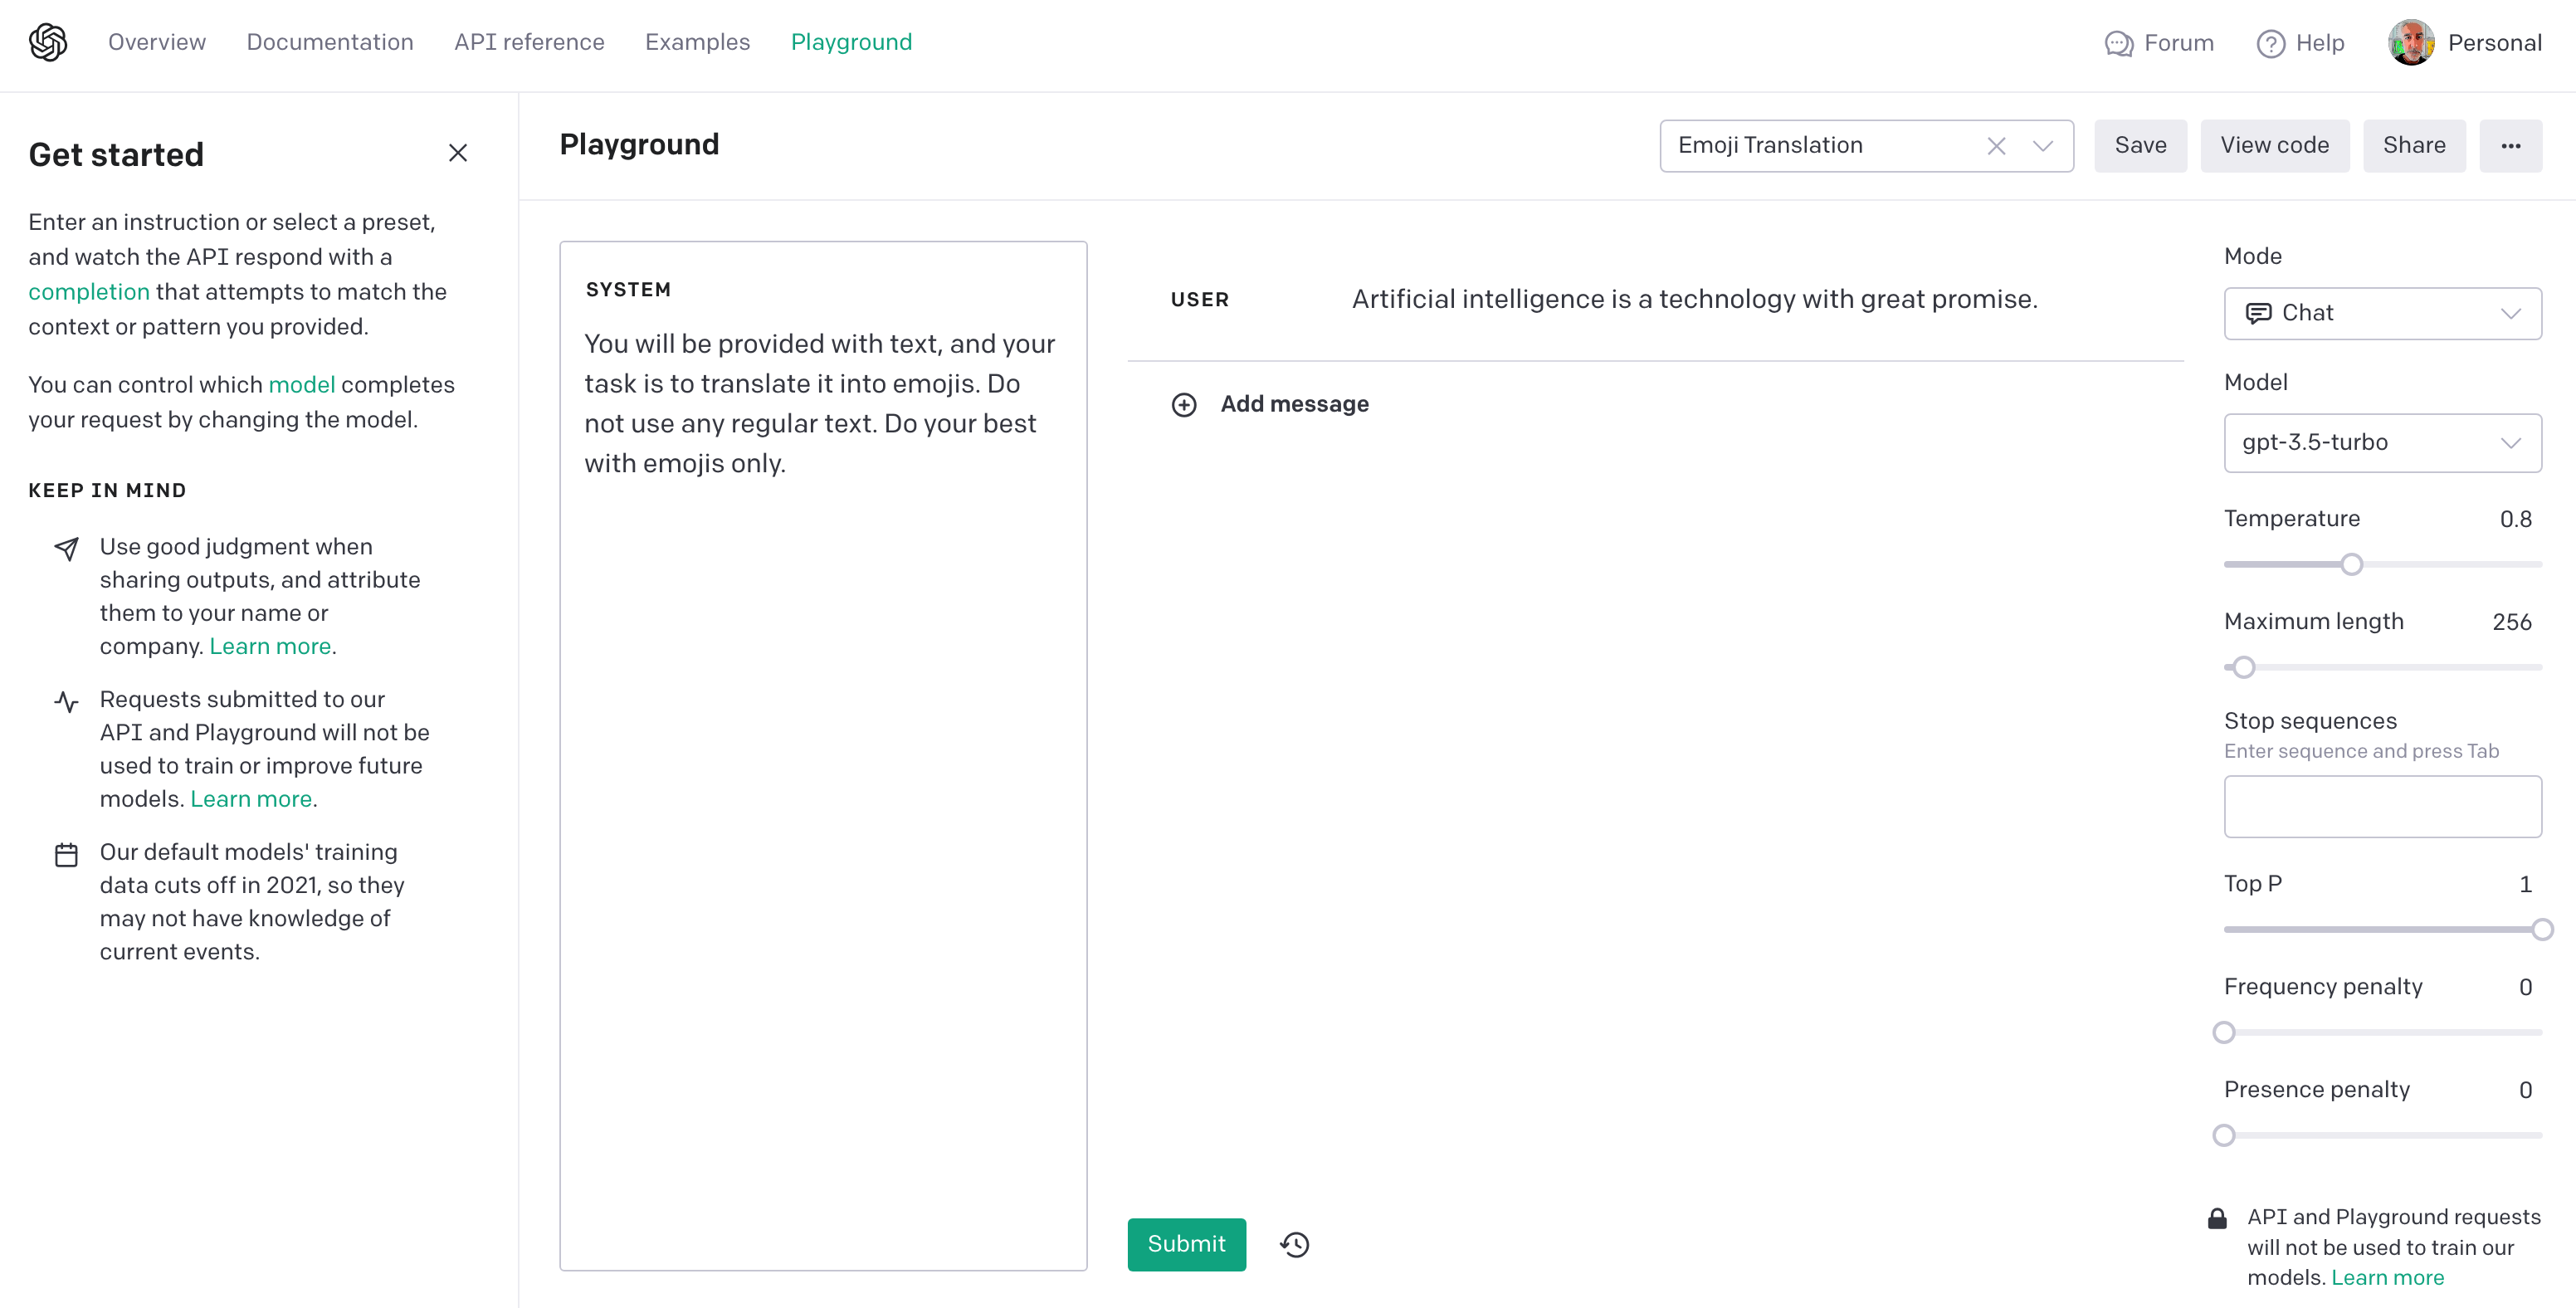 Overview Documentation API reference Examples Playground Forum Help Personal
Get started
Enter an instruction or select a preset,
and watch the API respond with a
completion that attempts to match the
context or pattern you provided.
You can control which model completes
your request by changing the model.
KEEP IN MIND
Use good judgment when
sharing outputs, and attribute
them to your name or
company. Learn more.
Requests submitted to our
API and Playground will not be
used to train or improve future
models. Learn more.
Our default models' training
data cuts off in 2021, so they
may not have knowledge of
current events.
Playground Emoji Translation Save View code Share ...
SYSTEM
You will be provided with text, and your
task is to translate it into emojis. Do
not use any regular text. Do your best
with emojis only.
USER Artificial intelligence is a technology with great promise.
Add message
Submit
Mode
Chat
Model
gpt-3.5-turbo
Temperature 0.8
Maximum length 256
Stop sequences
Enter sequence and press Tab
Top P 1
Frequency penalty 0
Presence penalty 0
API and Playground requests
will not be used to train our
models. Learn more